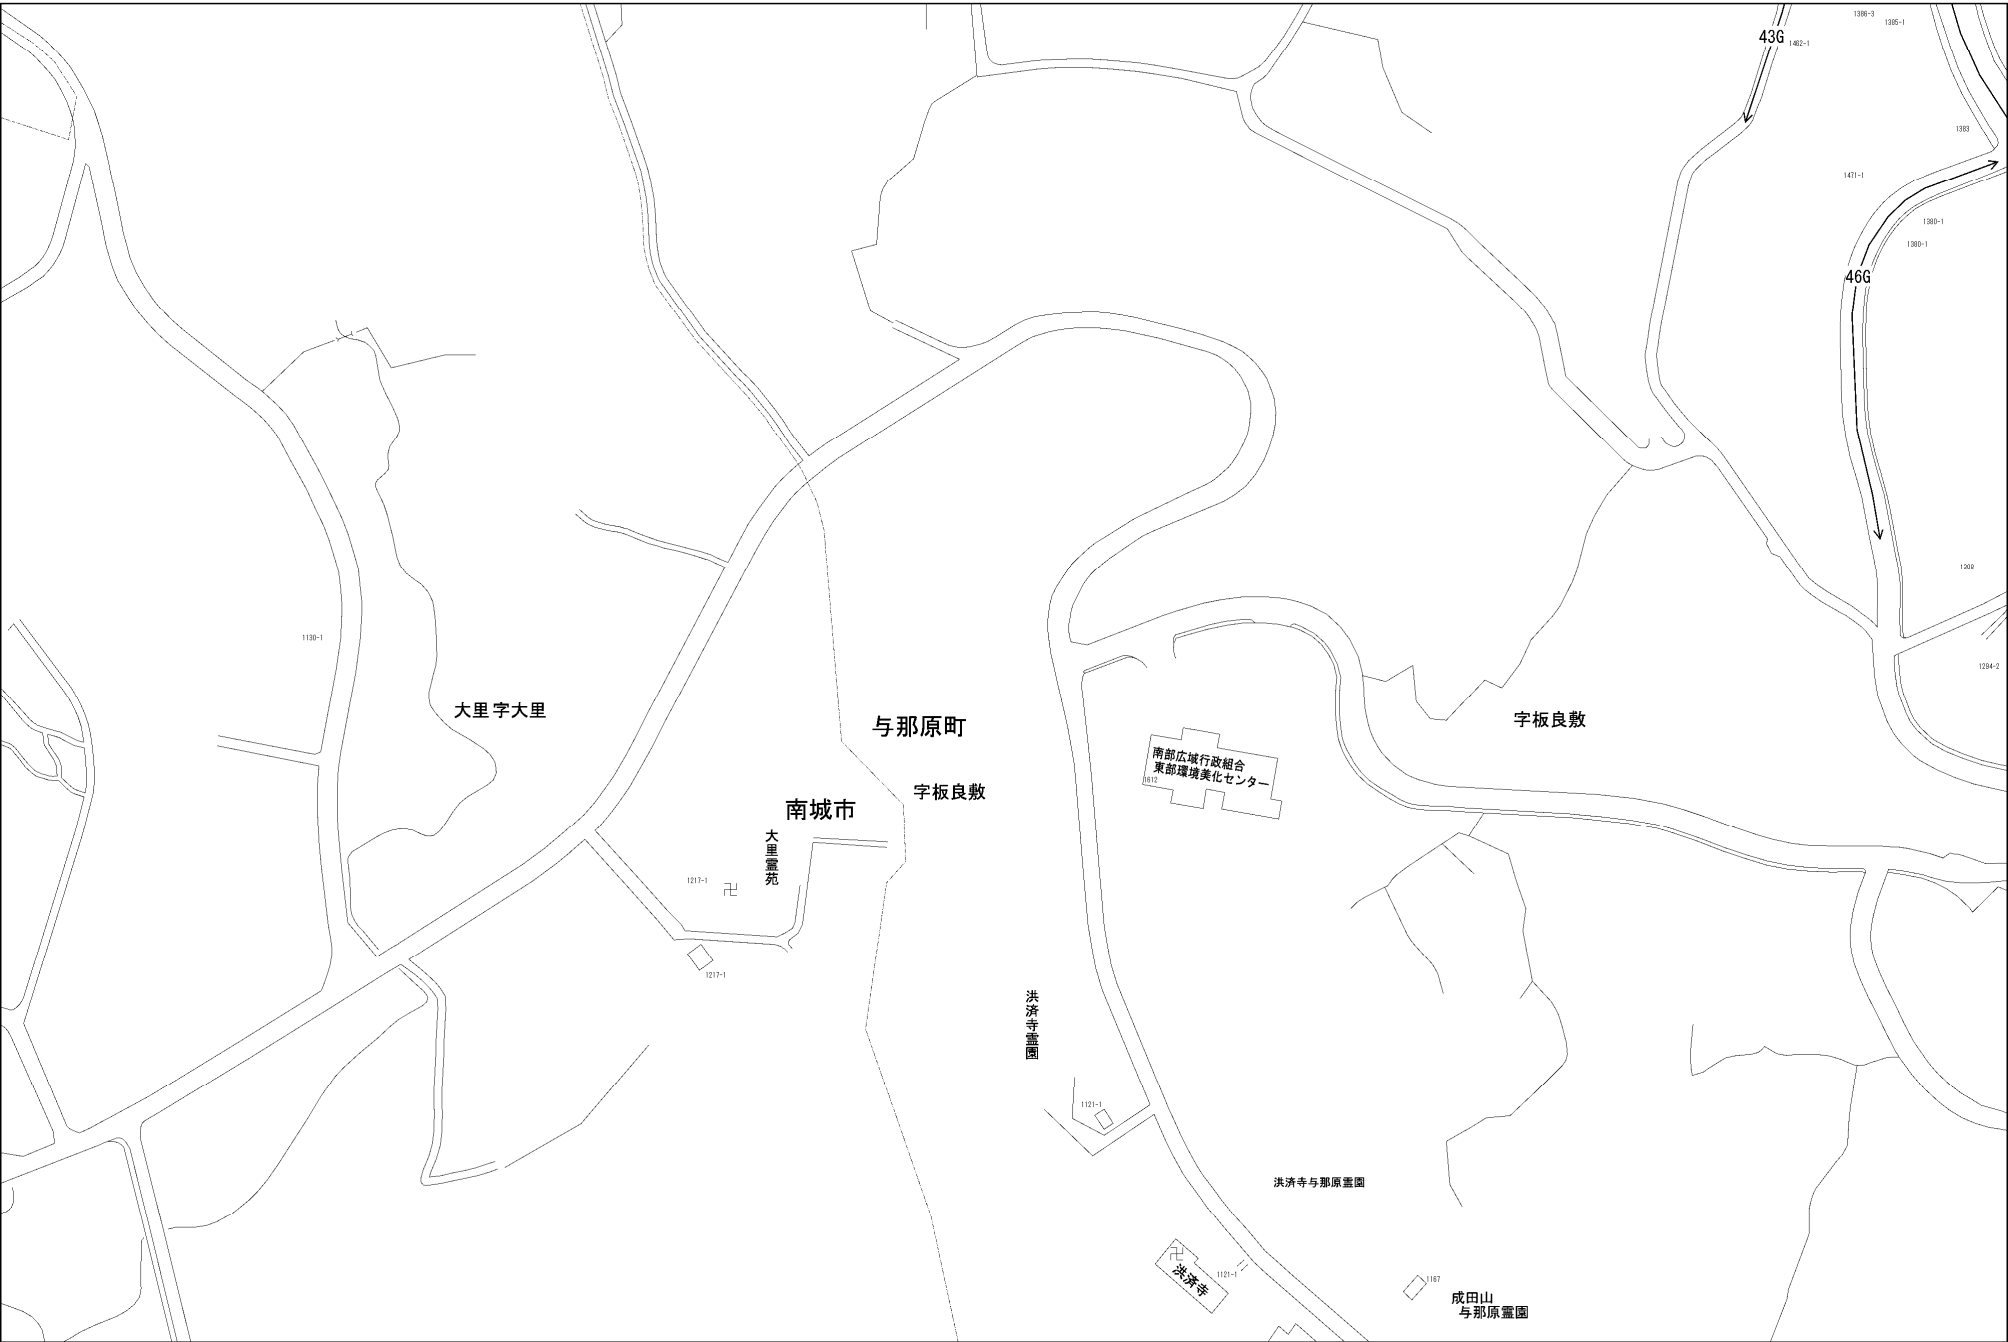 1386-3
1385-1
43G
1462-1
1383
1471-1
1380-1
1380-1
46G
1130-1
1284-2
大里字大里
与那原町
字板良敷
南部広域行政組合
東部環境美化センター
1612
字板良敷
南城市
大里霊苑
1217-1
卍
1217-1
洪済寺霊園
1121-1
洪済寺与那原霊園
卍
洪済寺
1121-1
1167
成田山
与那原霊園